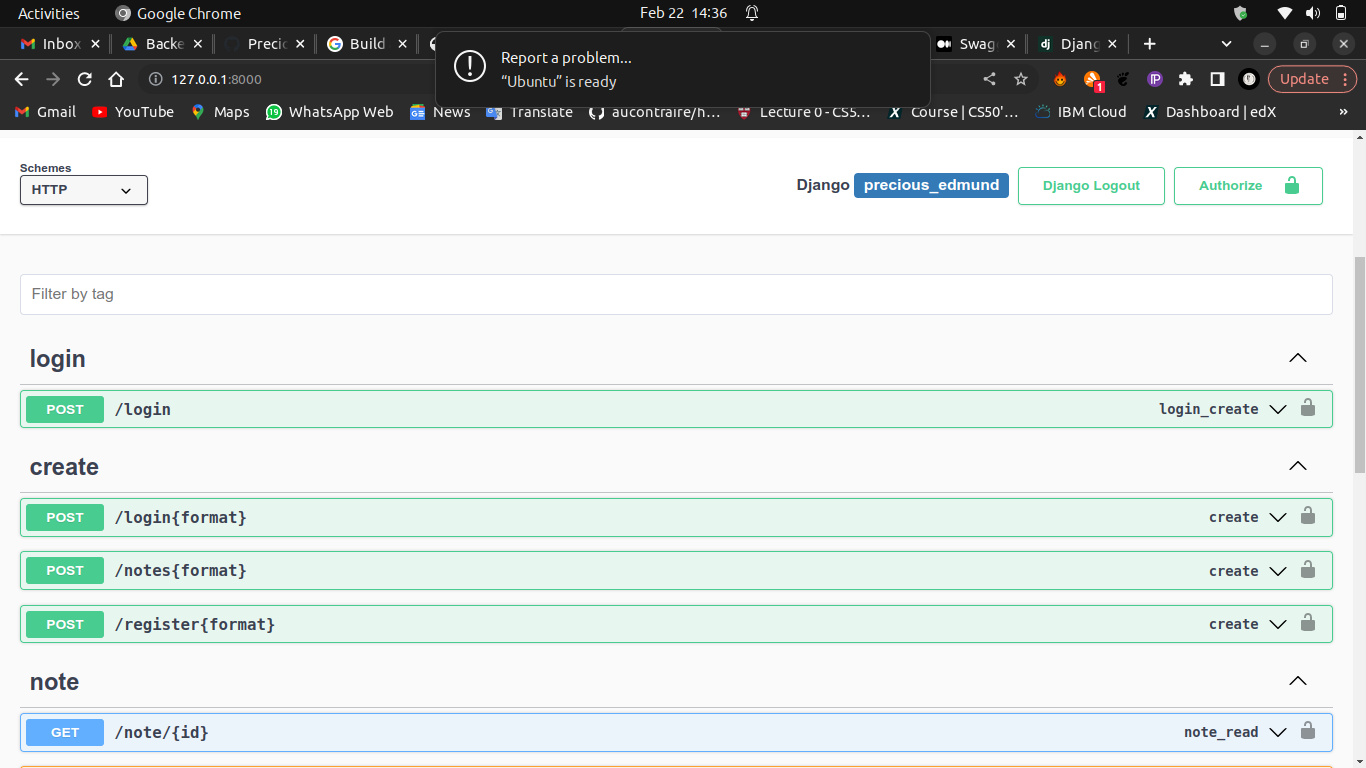 Activities Google Chrome Feb 22 14:36
Inbox Backe Precio Build Swag Djang
Report a problem...
“Ubuntu” is ready
127.0.0.1:8000 1 Update
Gmail YouTube Maps 19 WhatsApp Web News Translate aucontraire/n... Lecture 0 - CS5... Course | CS50'... IBM Cloud Dashboard | edX »
Schemes
HTTP
Django precious_edmund Django Logout Authorize
Filter by tag
login
POST /login login_create
create
POST /login{format} create
POST /notes{format} create
POST /register{format} create
note
GET /note/{id} note_read